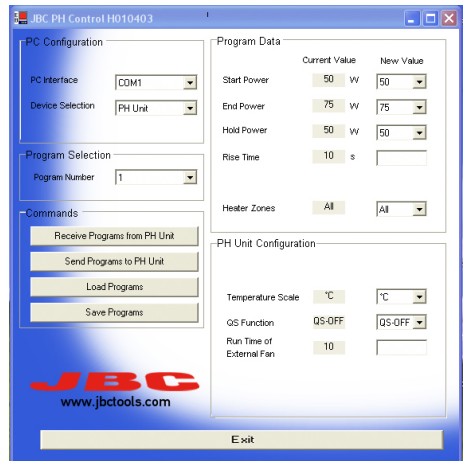 JBC PH Control H010403
PC Configuration
PC Interface COM1
Device Selection PH Unit
Program Selection
Pogram Number 1
Commands
Receive Programs from PH Unit
Send Programs to PH Unit
Load Programs
Save Programs
JBC
www.jbctools.com
Program Data
Current Value New Value
Start Power 50 W 50
End Power 75 W 75
Hold Power 50 W 50
Rise Time 10 s
Heater Zones All All
PH Unit Configuration
Temperature Scale °C °C
QS Function QS-OFF QS-OFF
Run Time of
External Fan 10
Exit